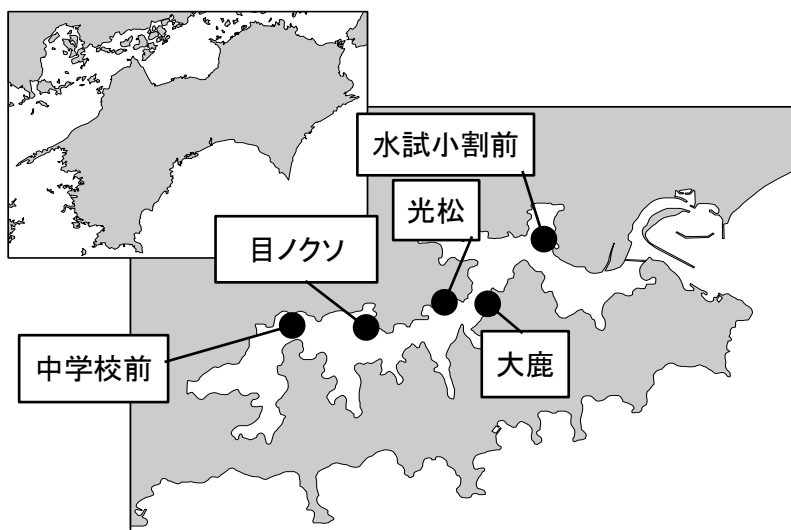 水試小割前
光松
目ノクソ
中学校前
大鹿